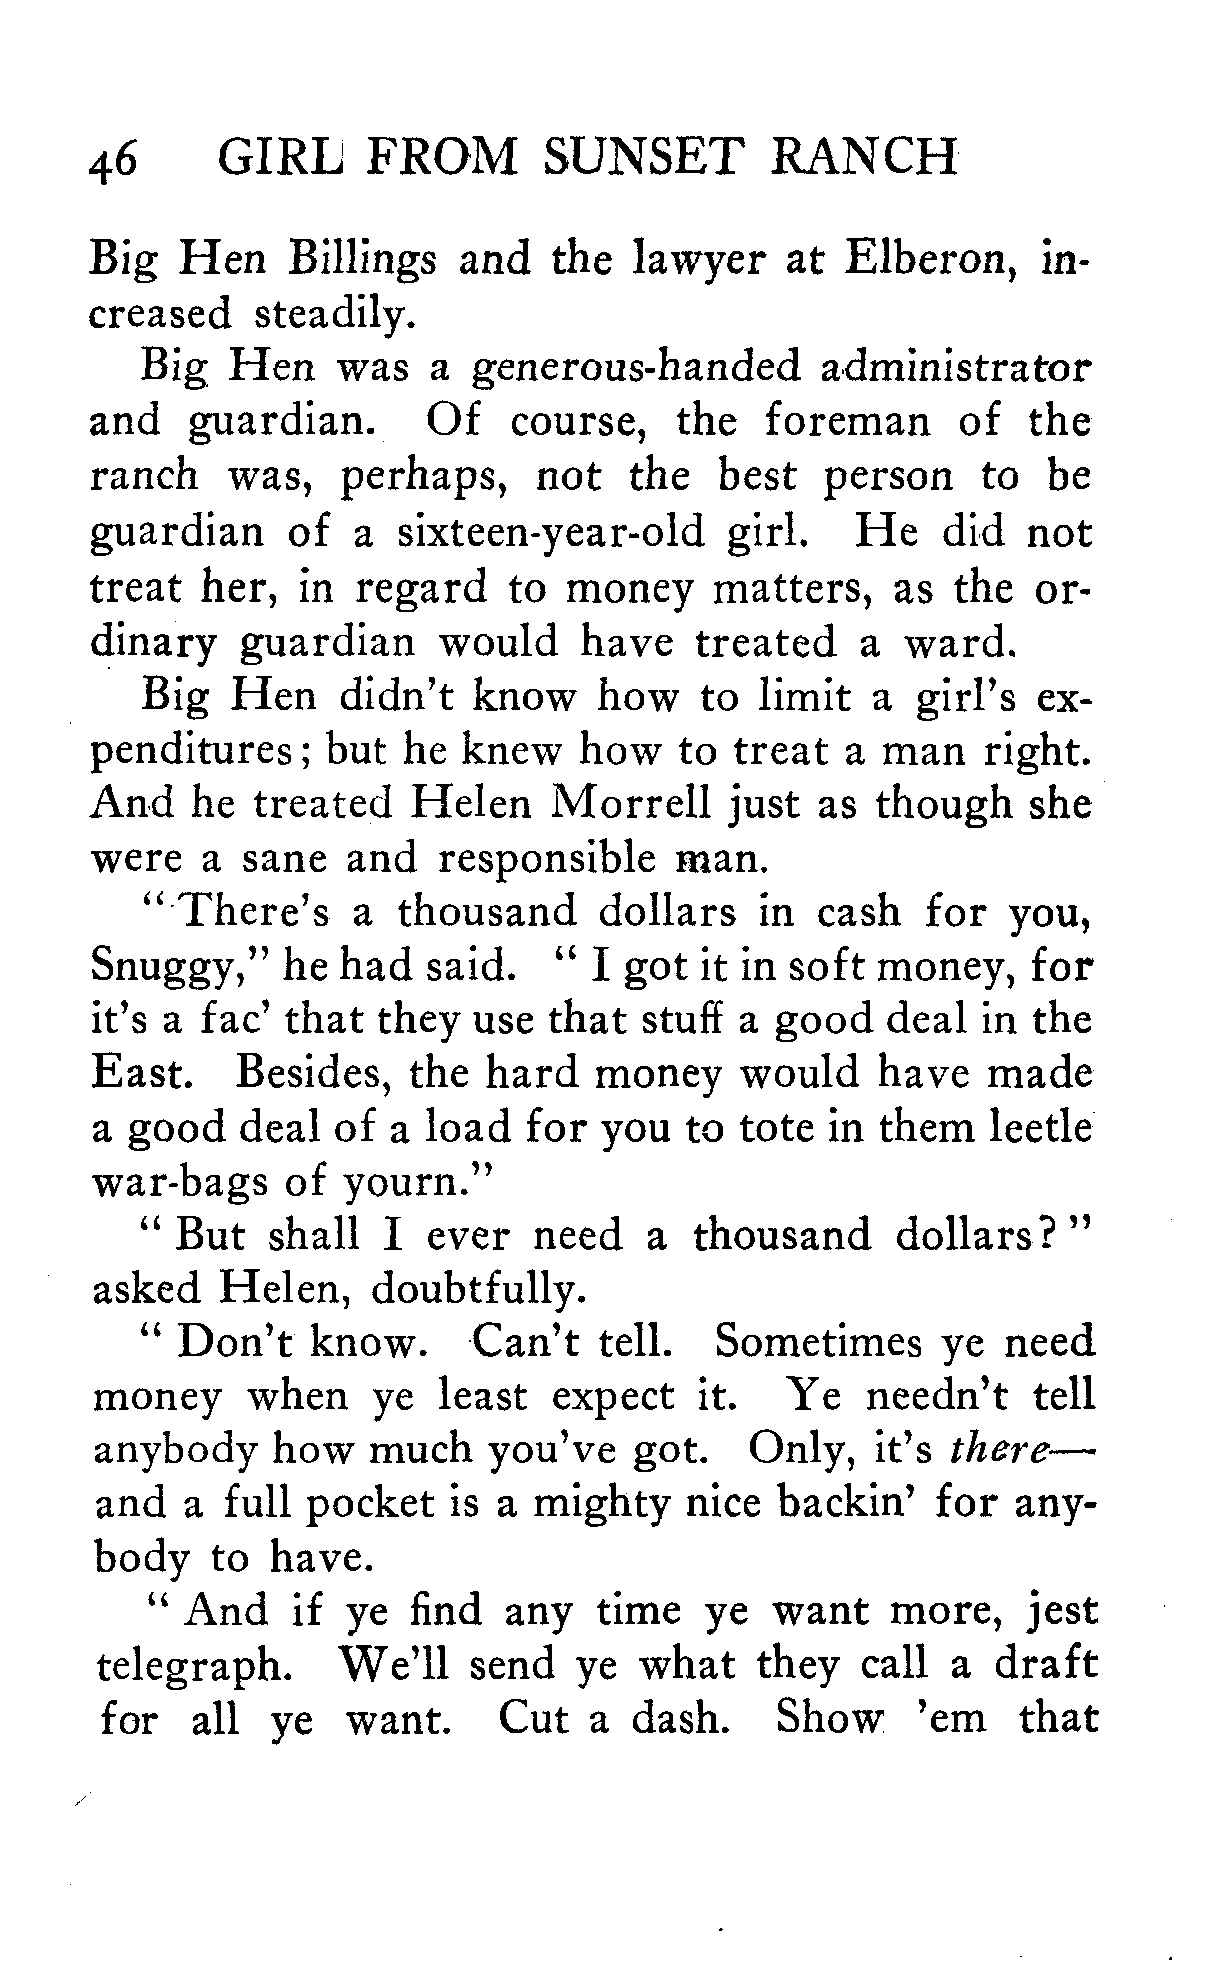 46 GIRL FROM SUNSET RANCH
Big Hen Billings and the lawyer at Elberon, in-
creased steadily.
Big Hen was a generous-handed administrator
and guardian. Of course, the foreman of the
ranch was, perhaps, not the best person to be
guardian of a sixteen-year-old girl. He did not
treat her, in regard to money matters, as the or-
dinary guardian would have treated a ward.
Big Hen didn't know how to limit a girl's ex-
penditures; but he knew how to treat a man right.
And he treated Helen Morrell just as though she
were a sane and responsible man.
"There's a thousand dollars in cash for you,
Snuggy," he had said. " I got it in soft money, for
it's a fac' that they use that stuff a good deal in the
East. Besides, the hard money would have made
a good deal of a load for you to tote in them leetle
war-bags of yourn."
" But shall I ever need a thousand dollars? "
asked Helen, doubtfully.
" Don't know. Can't tell. Sometimes ye need
money when ye least expect it. Ye needn't tell
anybody how much you've got. Only, it's there—
and a full pocket is a mighty nice backin' for any-
body to have.
" And if ye find any time ye want more, jest
telegraph. We'll send ye what they call a draft
for all ye want. Cut a dash. Show 'em that